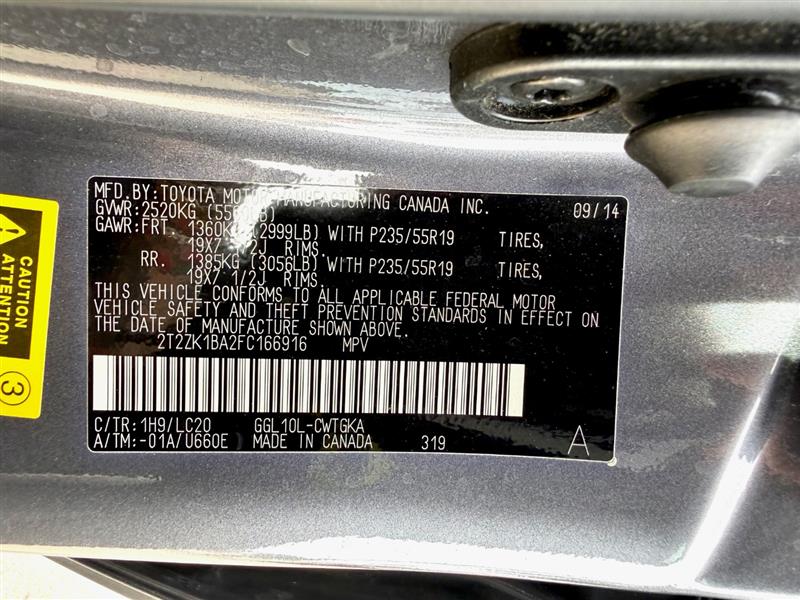 MFD.BY:TOYOTA MOTOR MANUFACTURING CANADA INC. 09/14
GVWR:2520KG (5560LB)
GAWR:FRT. 1360KG (2999LB) WITH P235/55R19 TIRES,
19X7 1/2J RIMS.
RR. 1385KG (3056LB) WITH P235/55R19 TIRES,
19X7 1/2J RIMS.
THIS VEHICLE CONFORMS TO ALL APPLICABLE FEDERAL MOTOR
VEHICLE SAFETY AND THEFT PREVENTION STANDARDS IN EFFECT ON
THE DATE OF MANUFACTURE SHOWN ABOVE.
2T2ZK1BA2FC166916 MPV
C/TR:1H9/LC20 GGL10L-CWTGKA
A/TM:-01A/U660E MADE IN CANADA 319 A
CAUTION
ATTENTION
3